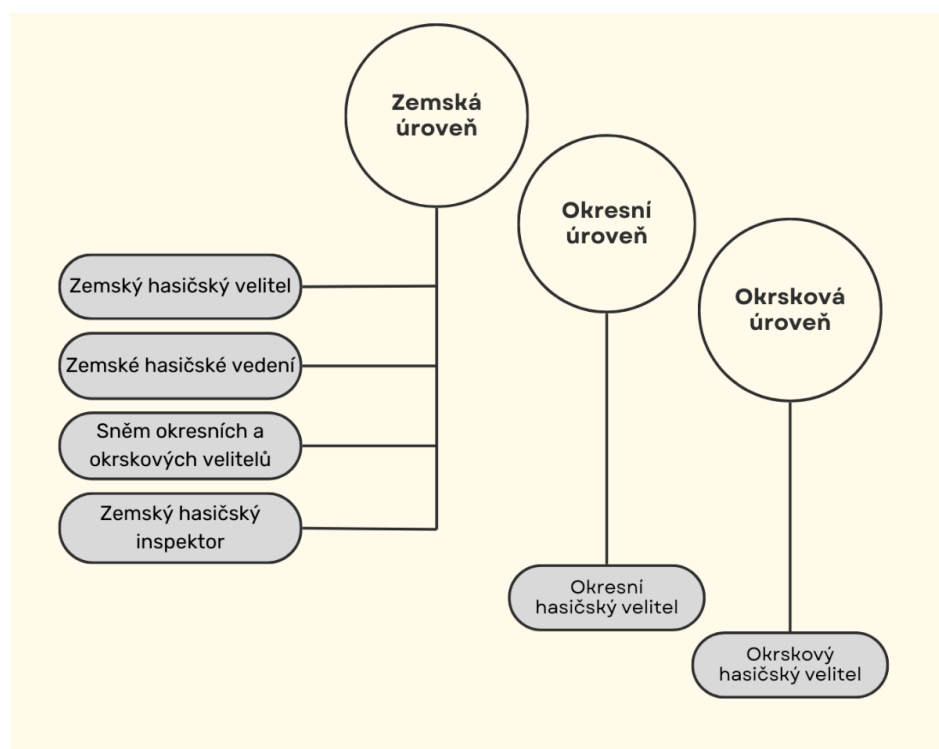 Zemská
úroveň
Okresní
úroveň
Okrsková
úroveň
Zemský hasičský velitel
Zemské hasičské vedení
Sněm okresních a
okrskových velitelů
Zemský hasičský
inspektor
Okresní
hasičský velitel
Okrskový
hasičský velitel